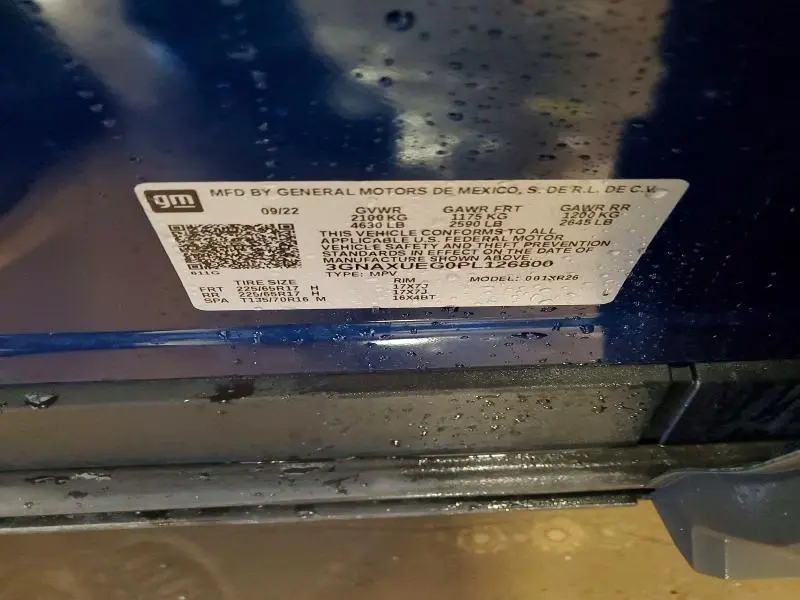 gm MFD BY GENERAL MOTORS DE MEXICO, S. DE R.L. DE C.V.
09/22 GVWR GAWR FRT GAWR RR
2100 KG 1175 KG 1200 KG
4630 LB 2590 LB 2645 LB
THIS VEHICLE CONFORMS TO ALL
APPLICABLE U.S. FEDERAL MOTOR
VEHICLE SAFETY AND THEFT PREVENTION
STANDARDS IN EFFECT ON THE DATE OF
MANUFACTURE SHOWN ABOVE.
3GNAXUEG0PL126800
611G TYPE: MPV MODEL: 001XR26
TIRE SIZE RIM
FRT 225/65R17 H 17X7J
RR 225/65R17 H 17X7J
SPA T135/70R16 M 16X4BT